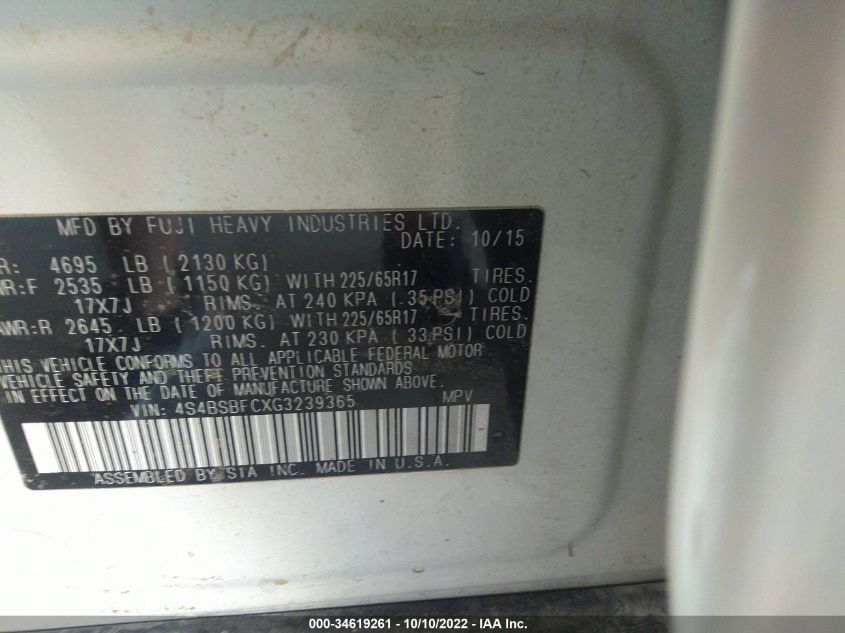 MFD BY FUJI HEAVY INDUSTRIES LTD.
DATE: 10/15
R: 4695 LB (2130 KG)
WR:F 2535 LB (1150 KG) WITH 225/65R17 TIRES.
17X7J RIMS. AT 240 KPA (.35 PSI) COLD
AWR:R 2645 LB (1200 KG) WITH 225/65R17 TIRES.
17X7J RIMS. AT 230 KPA (33 PSI) COLD
THIS VEHICLE CONFORMS TO ALL APPLICABLE FEDERAL MOTOR
VEHICLE SAFETY AND THEFT PREVENTION STANDARDS
IN EFFECT ON THE DATE OF MANUFACTURE SHOWN ABOVE.
VIN: 4S4BSBFCXG3239365 MPV
ASSEMBLED BY SIA INC. MADE IN U.S.A.
000-34619261 - 10/10/2022 - IAA Inc.